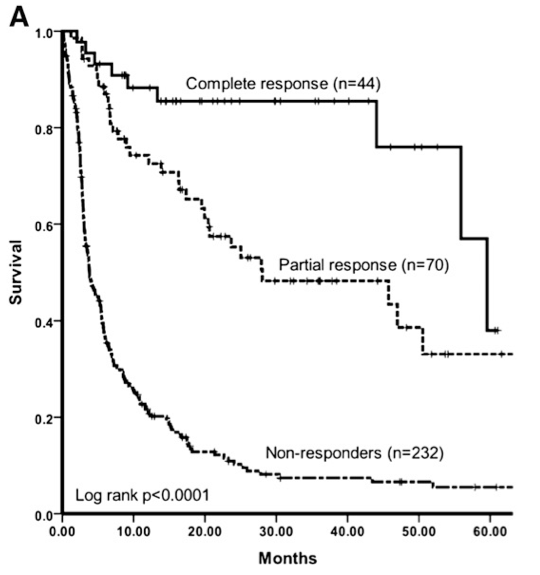 A
1.0
Complete response (n=44)
0.8
0.6
Survival
Partial response (n=70)
0.4
0.2
Non-responders (n=232)
Log rank p<0.0001
0.0
0.00 10.00 20.00 30.00 40.00 50.00 60.00
Months